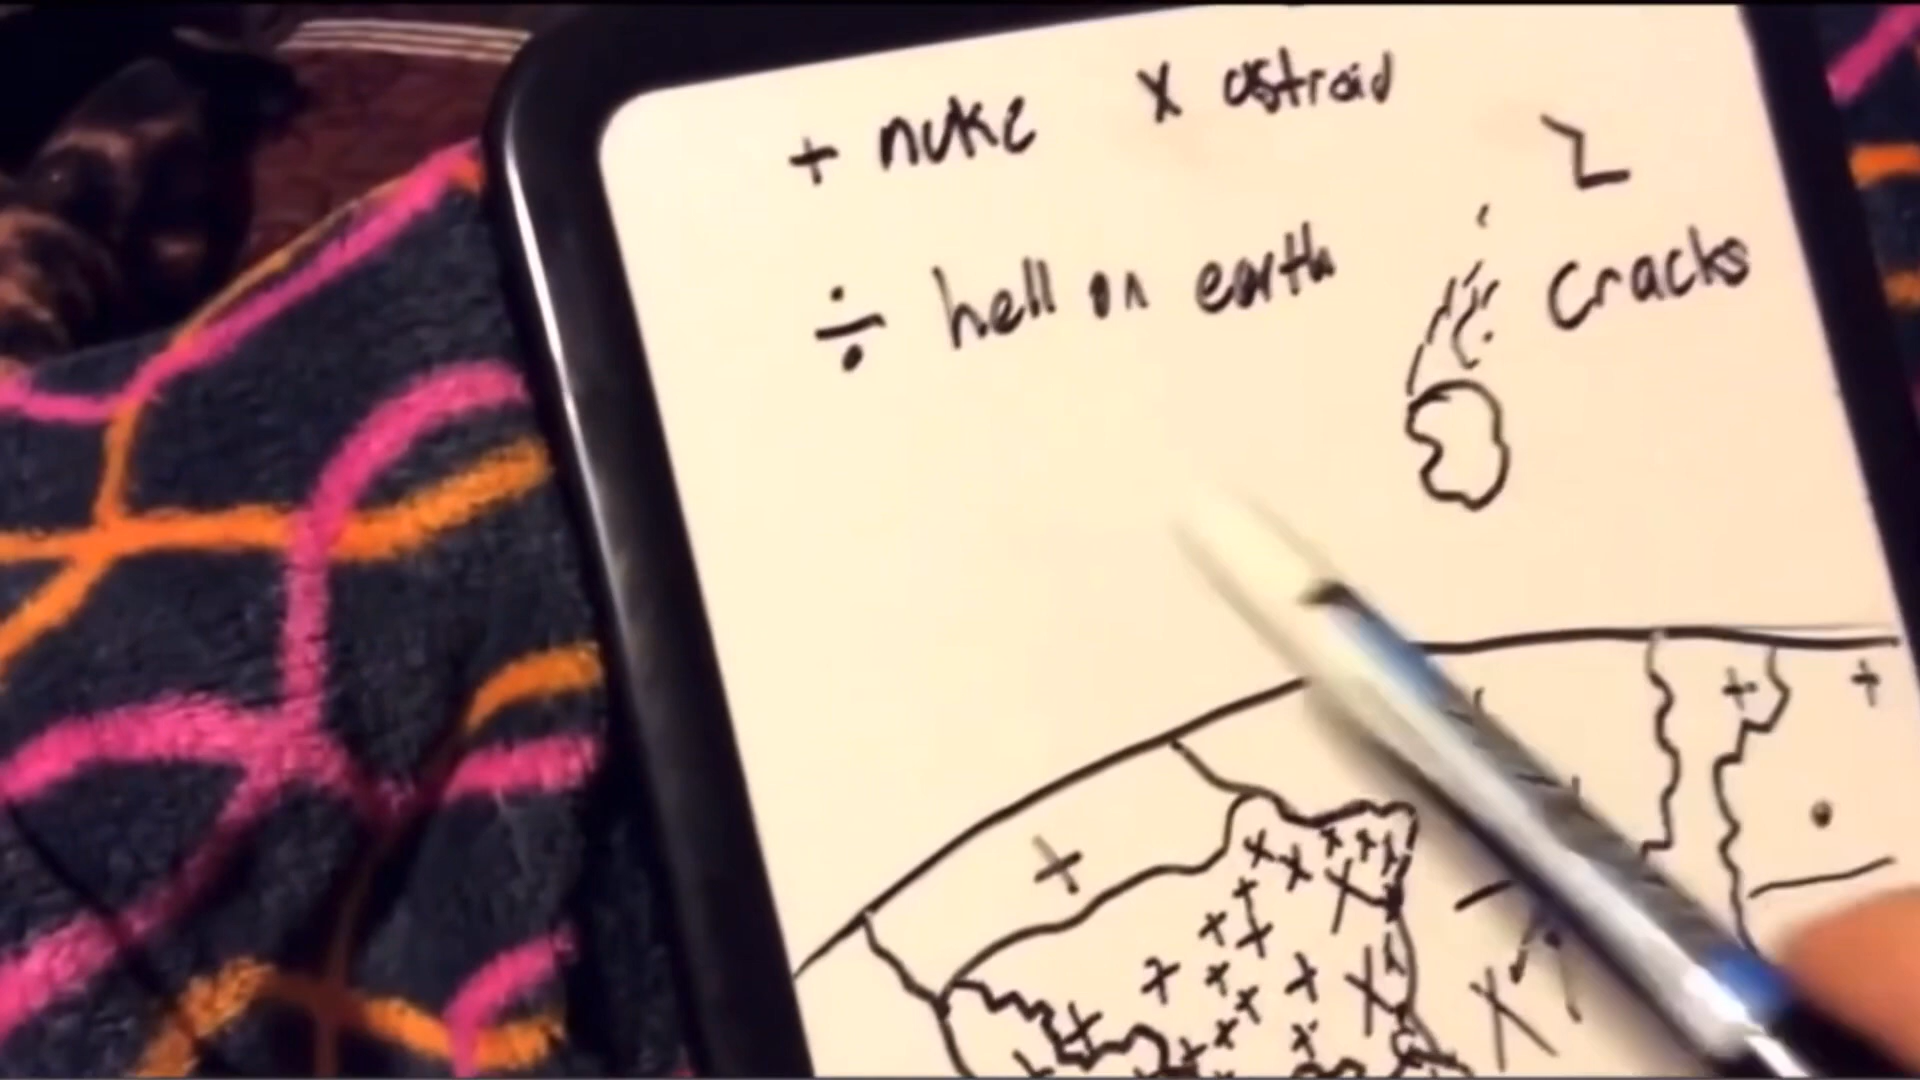 + nuke x astroid
÷ hell on earth
cracks